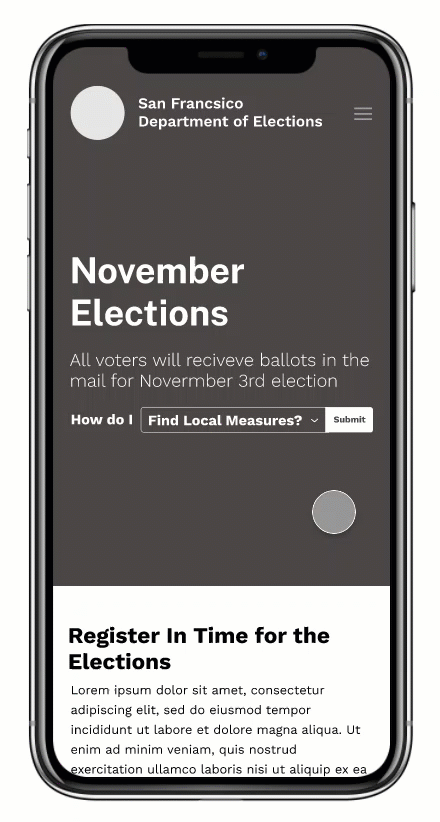 San Francsico
Department of Elections
November
Elections
All voters will reciveve ballots in the
mail for Novermber 3rd election
How do I Find Local Measures? Submit
Register In Time for the
Elections
Lorem ipsum dolor sit amet, consectetur
adipiscing elit, sed do eiusmod tempor
incididunt ut labore et dolore magna aliqua. Ut
enim ad minim veniam, quis nostrud
exercitation ullamco laboris nisi ut aliquip ex ea